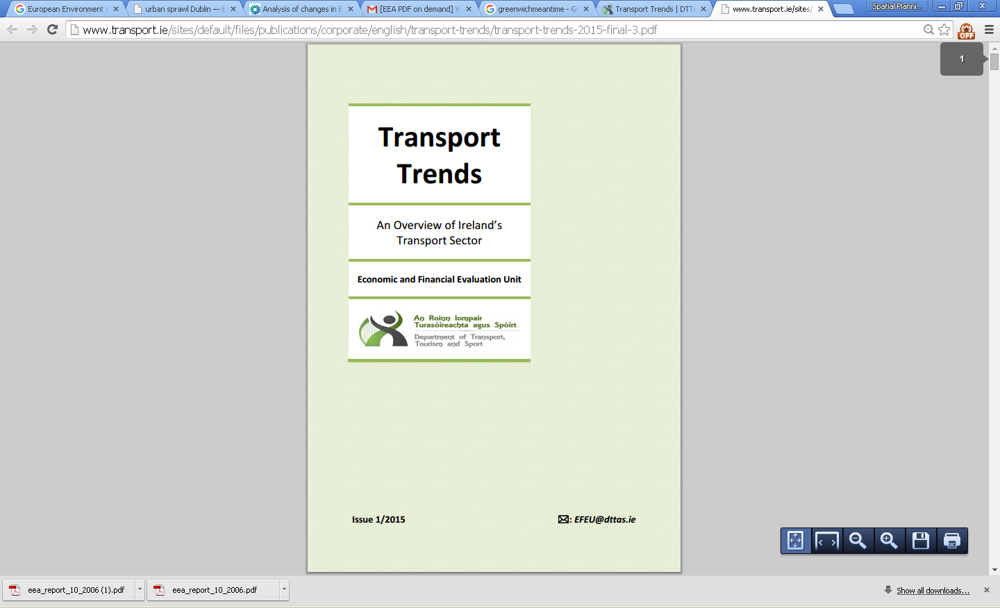 European Environment A
urban sprawl Dublin — E
Analysis of changes in E
[EEA PDF on demand] Yo
greenwichmeantime - Go
Transport Trends | DTTA
www.transport.ie/sites/
Spatial Planni...
www.transport.ie/sites/default/files/publications/corporate/english/transport-trends/transport-trends-2015-final-3.pdf
OFF
1
Transport
Trends
An Overview of Ireland’s
Transport Sector
Economic and Financial Evaluation Unit
An Roinn Iompair
Turasóireachta agus Spóirt
Department of Transport,
Tourism and Sport
Issue 1/2015
: EFEU@dttas.ie
eea_report_10_2006 (1).pdf
eea_report_10_2006.pdf
Show all downloads...